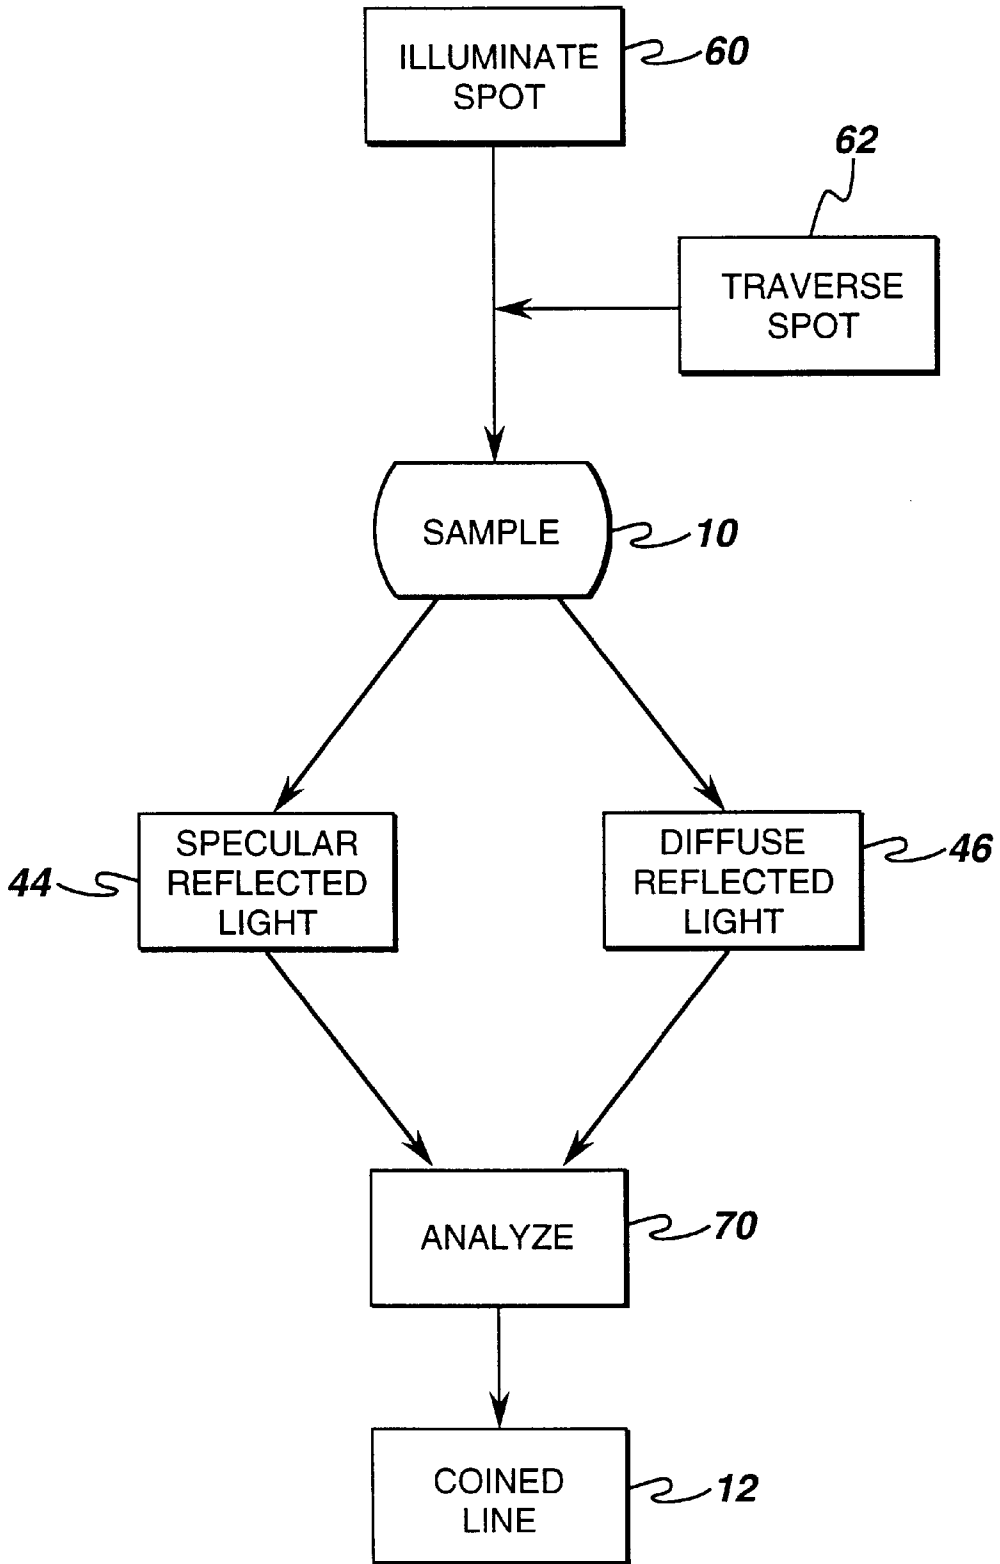 ILLUMINATE
SPOT
60
62
TRAVERSE
SPOT
SAMPLE
10
SPECULAR
REFLECTED
LIGHT
44
DIFFUSE
REFLECTED
LIGHT
46
ANALYZE
70
COINED
LINE
12